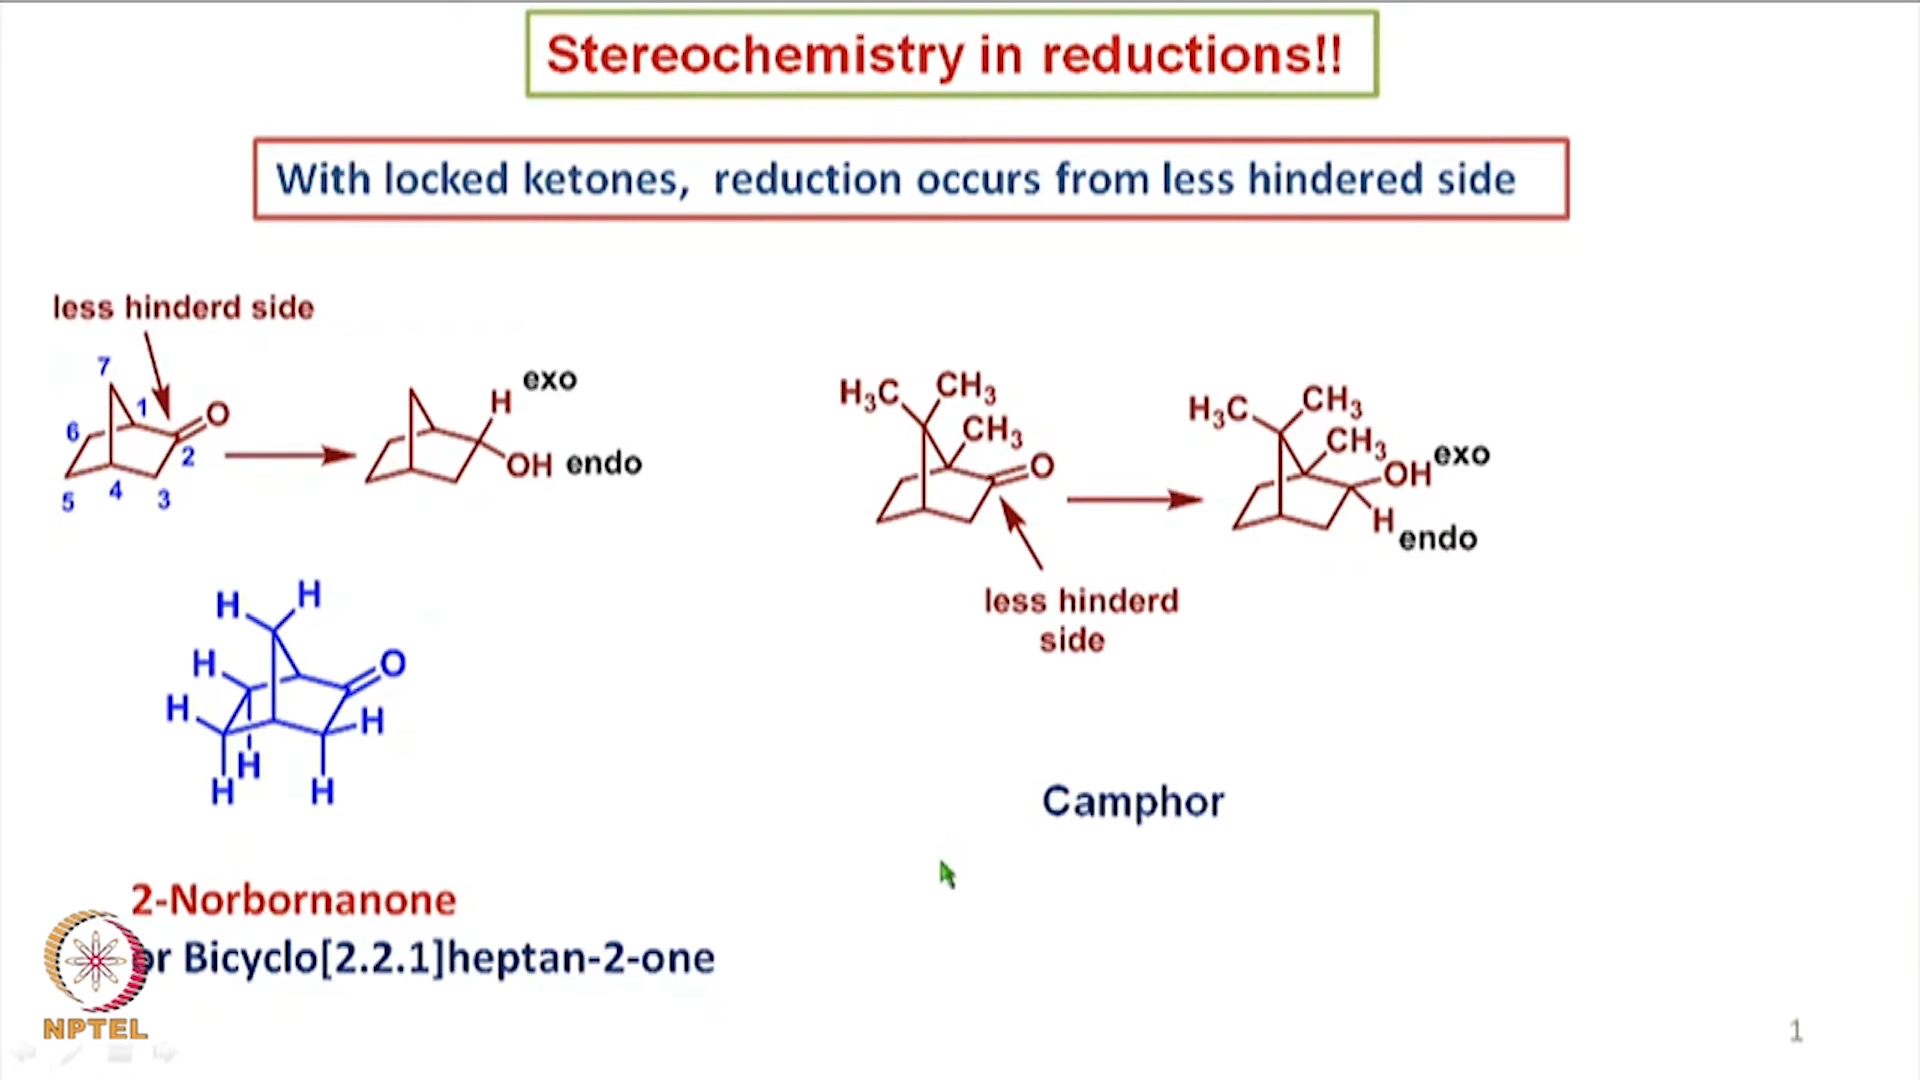 Stereochemistry in reductions!!
With locked ketones, reduction occurs from less hindered side
less hinderd side
7
1
6
O
2
5
4
3
H
exo
OH endo
H3C
CH3
CH3
O
less hinderd
side
H3C
CH3
CH3
OH
exo
H
endo
H
H
H
O
H
H
H
H
H
Camphor
2-Norbornanone
or Bicyclo[2.2.1]heptan-2-one
NPTEL
1